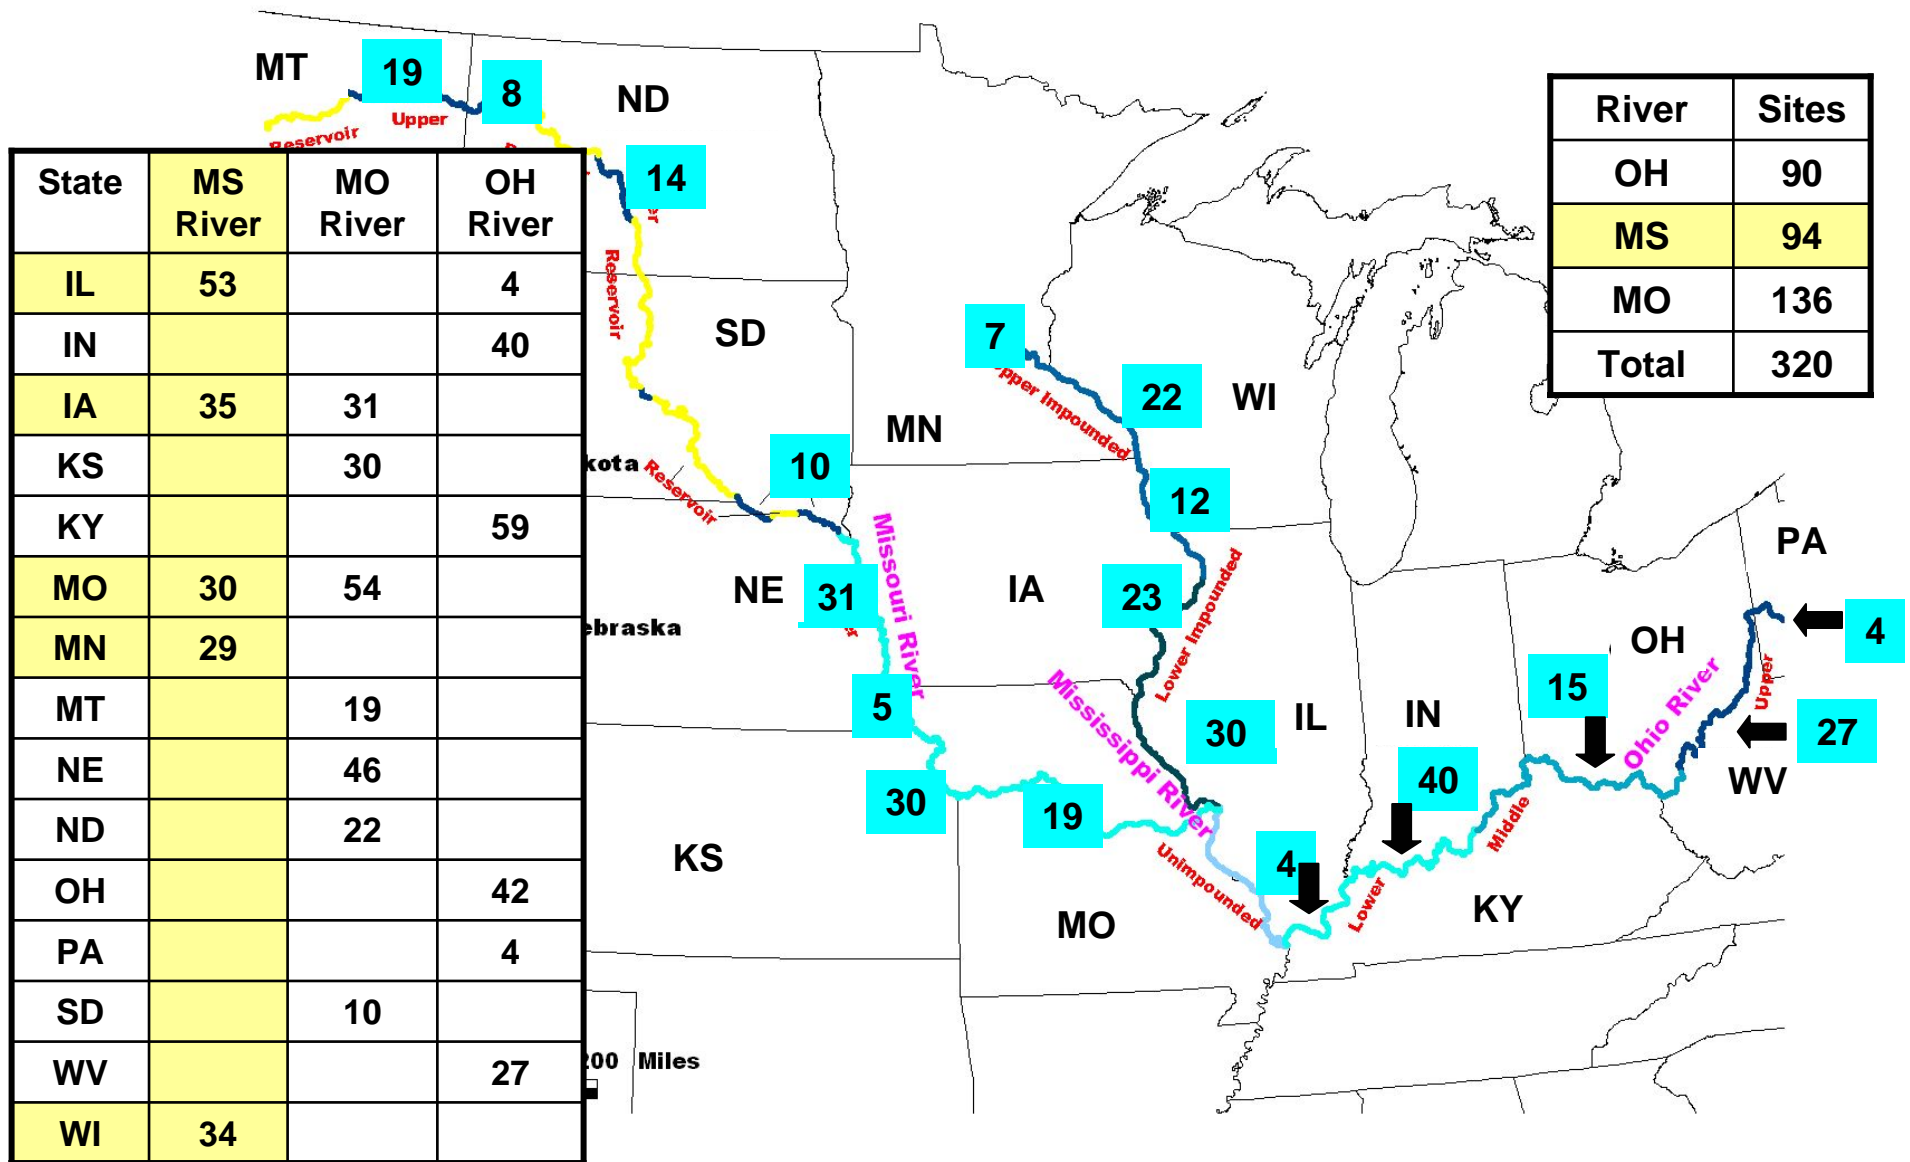 MT
19
8
ND
Upper
Reservoir
14
Reservoir
SD
kota
Reservoir
10
NE
31
ebraska
Missouri River
5
30
KS
19
MO
200 Miles
7
Upper Impounded
MN
22
WI
12
IA
23
Lower Impounded
Mississippi River
30
IL
Unimpounded
4
Lower
IN
40
Middle
KY
15
OH
Ohio River
Upper
PA
4
27
WV
State MS River MO River OH River
IL 53 4
IN 40
IA 35 31
KS 30
KY 59
MO 30 54
MN 29
MT 19
NE 46
ND 22
OH 42
PA 4
SD 10
WV 27
WI 34
River Sites
OH 90
MS 94
MO 136
Total 320